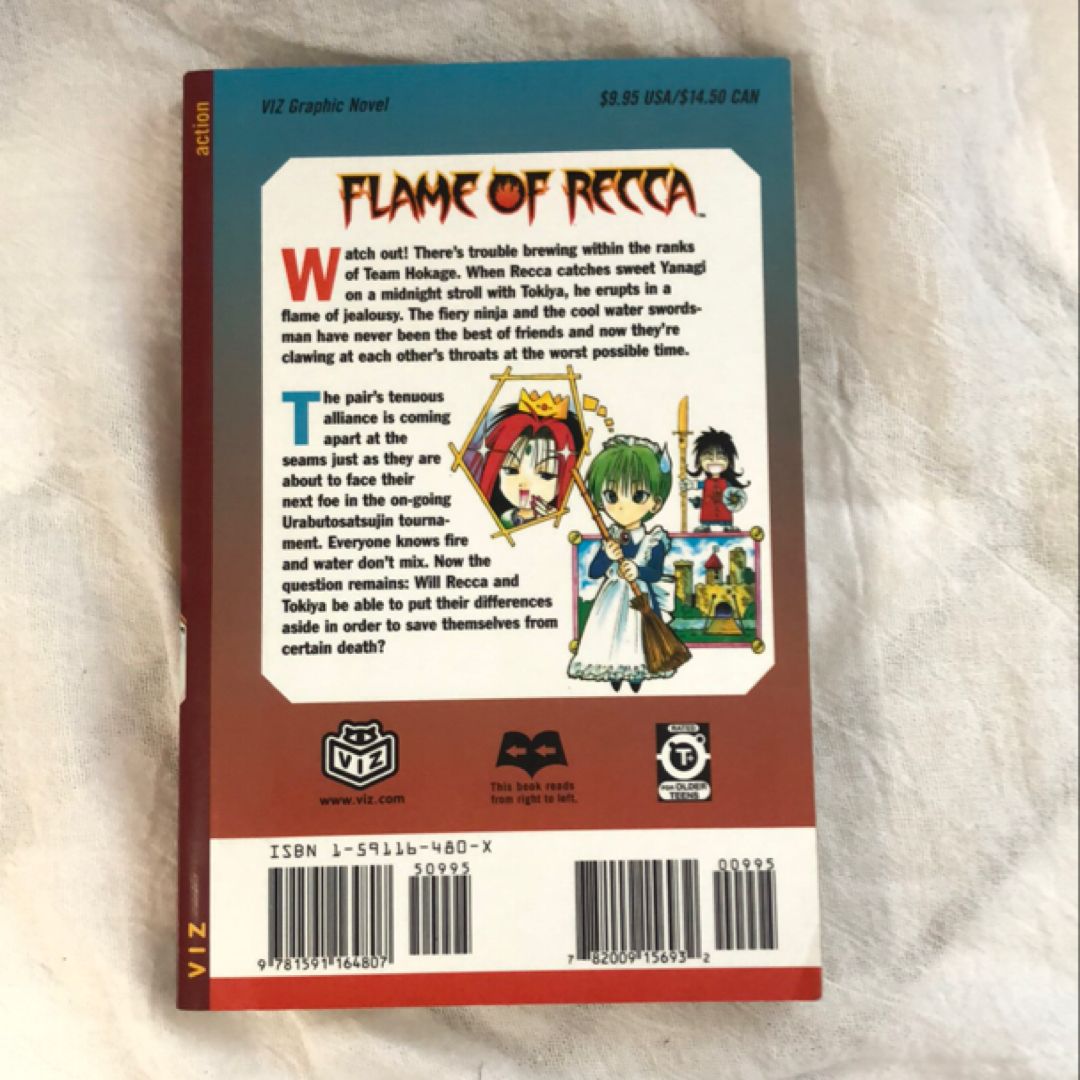 action
VIZ Graphic Novel
$9.95 USA/$14.50 CAN
FLAME OF RECCA
Watch out! There's trouble brewing within the ranks
of Team Hokage. When Recca catches sweet Yanagi
on a midnight stroll with Tokiya, he erupts in a
flame of jealousy. The fiery ninja and the cool water swords-
man have never been the best of friends and now they're
clawing at each other's throats at the worst possible time.
The pair's tenuous
alliance is coming
apart at the
seams just as they are
about to face their
next foe in the on-going
Urabutosatsujin tourna-
ment. Everyone knows fire
and water don't mix. Now the
question remains: Will Recca and
Tokiya be able to put their differences
aside in order to save themselves from
certain death?
VIZ
www.viz.com
This book reads
from right to left.
RATED
T+
FOR OLDER
TEENS
ISBN 1-59116-480-X
50995
9 781591 164807
00995
7 82009 15693 2
VIZ